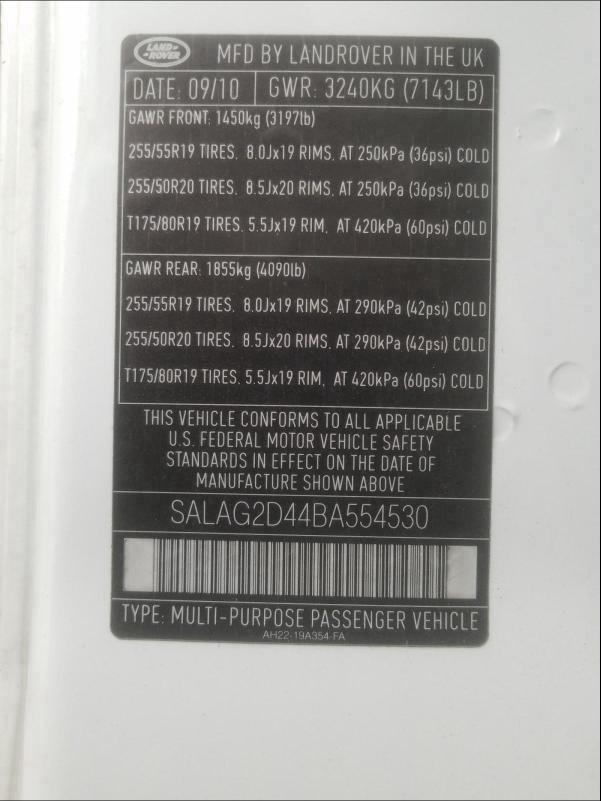 LAND
ROVER
MFD BY LANDROVER IN THE UK
DATE: 09/10 GWR: 3240KG (7143LB)
GAWR FRONT: 1450kg (3197lb)
255/55R19 TIRES. 8.0Jx19 RIMS. AT 250kPa (36psi) COLD
255/50R20 TIRES. 8.5Jx20 RIMS. AT 250kPa (36psi) COLD
T175/80R19 TIRES. 5.5Jx19 RIM, AT 420kPa (60psi) COLD
GAWR REAR: 1855kg (4090lb)
255/55R19 TIRES. 8.0Jx19 RIMS. AT 290kPa (42psi) COLD
255/50R20 TIRES. 8.5Jx20 RIMS. AT 290kPa (42psi) COLD
T175/80R19 TIRES. 5.5Jx19 RIM, AT 420kPa (60psi) COLD
THIS VEHICLE CONFORMS TO ALL APPLICABLE
U.S. FEDERAL MOTOR VEHICLE SAFETY
STANDARDS IN EFFECT ON THE DATE OF
MANUFACTURE SHOWN ABOVE
SALAG2D44BA554530
TYPE: MULTI-PURPOSE PASSENGER VEHICLE
AH22-19A354-FA